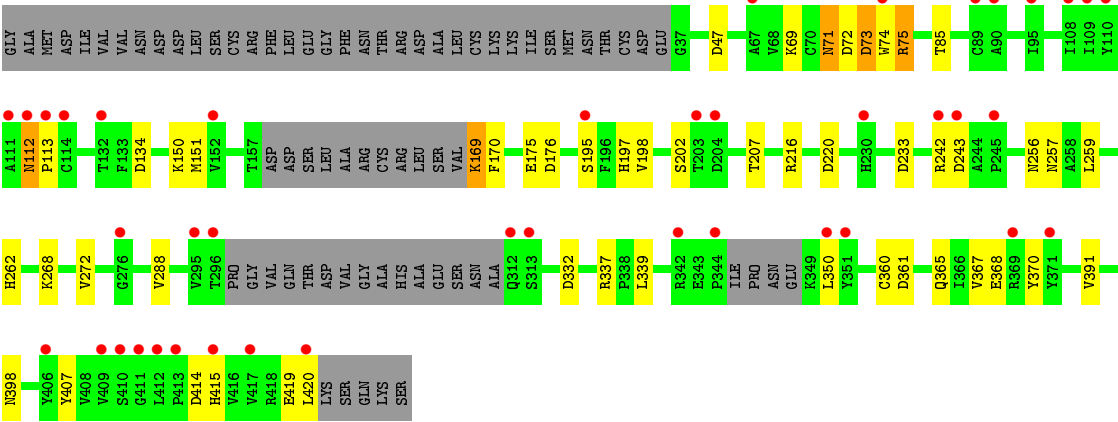 GLY ALA MET ASP ILE VAL VAL ASN ASP ASP LEU SER CYS ARG PHE LEU GLU GLY PHE ASN THR ARG ASP ALA LEU CYS LYS LYS ILE SER MET ASN THR CYS ASP GLU G37 D47 A67 V68 K69 C70 N71 D72 D73 W74 R75 T85 C89 A90 I95 I108 I109 Y110
A111 N112 P113 C114 T132 F133 D134 K150 M151 V152 T157 ASP ASP SER LEU ALA ARG CYS ARG LEU SER VAL K169 F170 E175 D176 S195 F196 H197 V198 S202 T203 D204 T207 R216 D220 H230 D233 R242 D243 A244 P245 N256 N257 A258 L259
H262 K268 V272 G276 V288 V295 T296 PRO GLY VAL GLN THR ASP VAL GLY ALA HIS ALA GLU SER ASN ALA Q312 S313 D332 R337 P338 L339 R342 E343 P344 ILE PRO ASN GLU K349 L350 Y351 C360 D361 Q365 I366 V367 E368 R369 Y370 Y371 V391
N398 Y406 Y407 V408 V409 S410 G411 L412 P413 D414 H415 V416 V417 R418 E419 L420 LYS SER GLN LYS SER